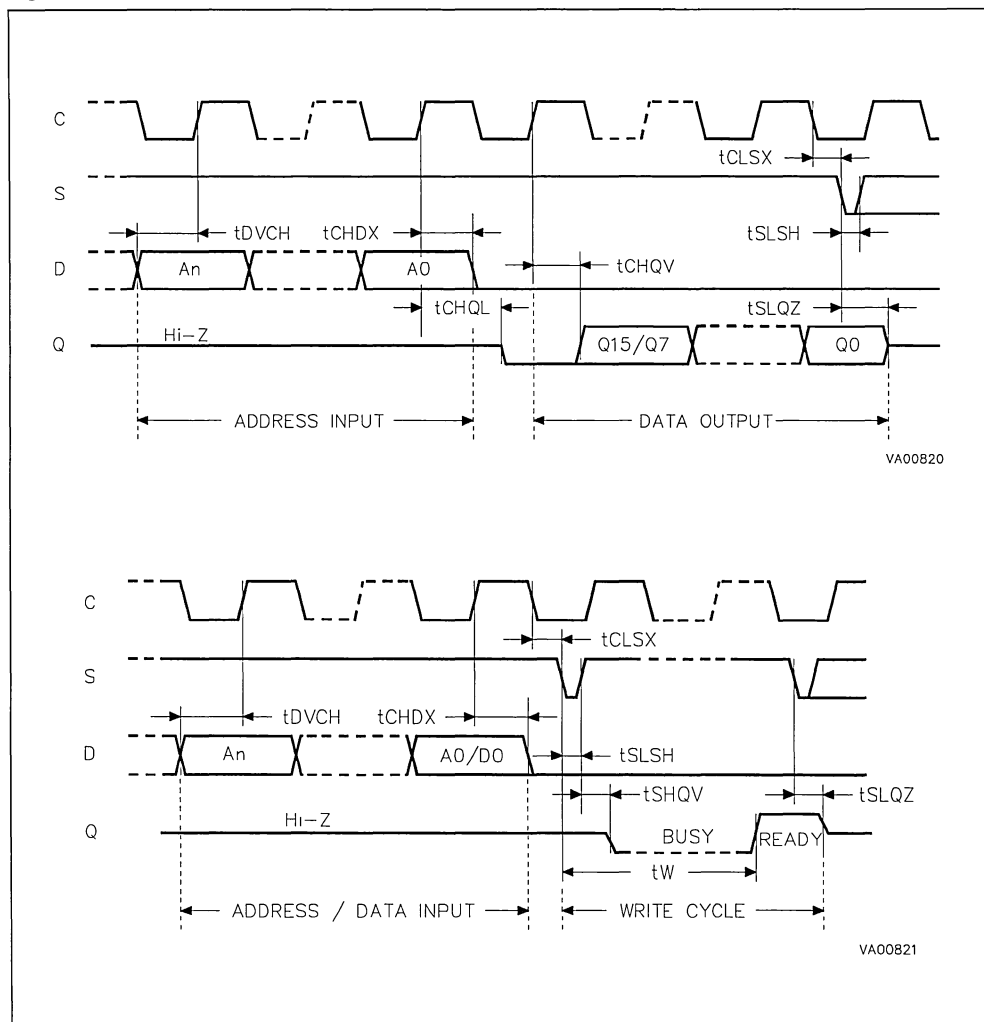 C
tCLSX
S
tSLSH
tDVCH tCHDX
D An A0 tCHQV
tCHQL tSLQZ
Hi-Z
Q Q15/Q7 Q0
ADDRESS INPUT DATA OUTPUT
VA00820
C
tCLSX
S
tDVCH tCHDX
D An A0/D0 tSLSH
tSHQV tSLQZ
Hi-Z
Q BUSY READY
tW
ADDRESS / DATA INPUT WRITE CYCLE
VA00821